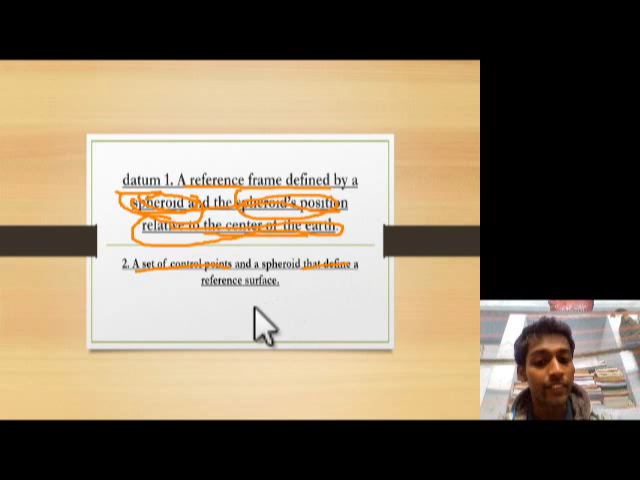 datum 1. A reference frame defined by a
spheroid and the spheroid's position
relative to the center of the earth.
2. A set of control points and a spheroid that define a
reference surface.